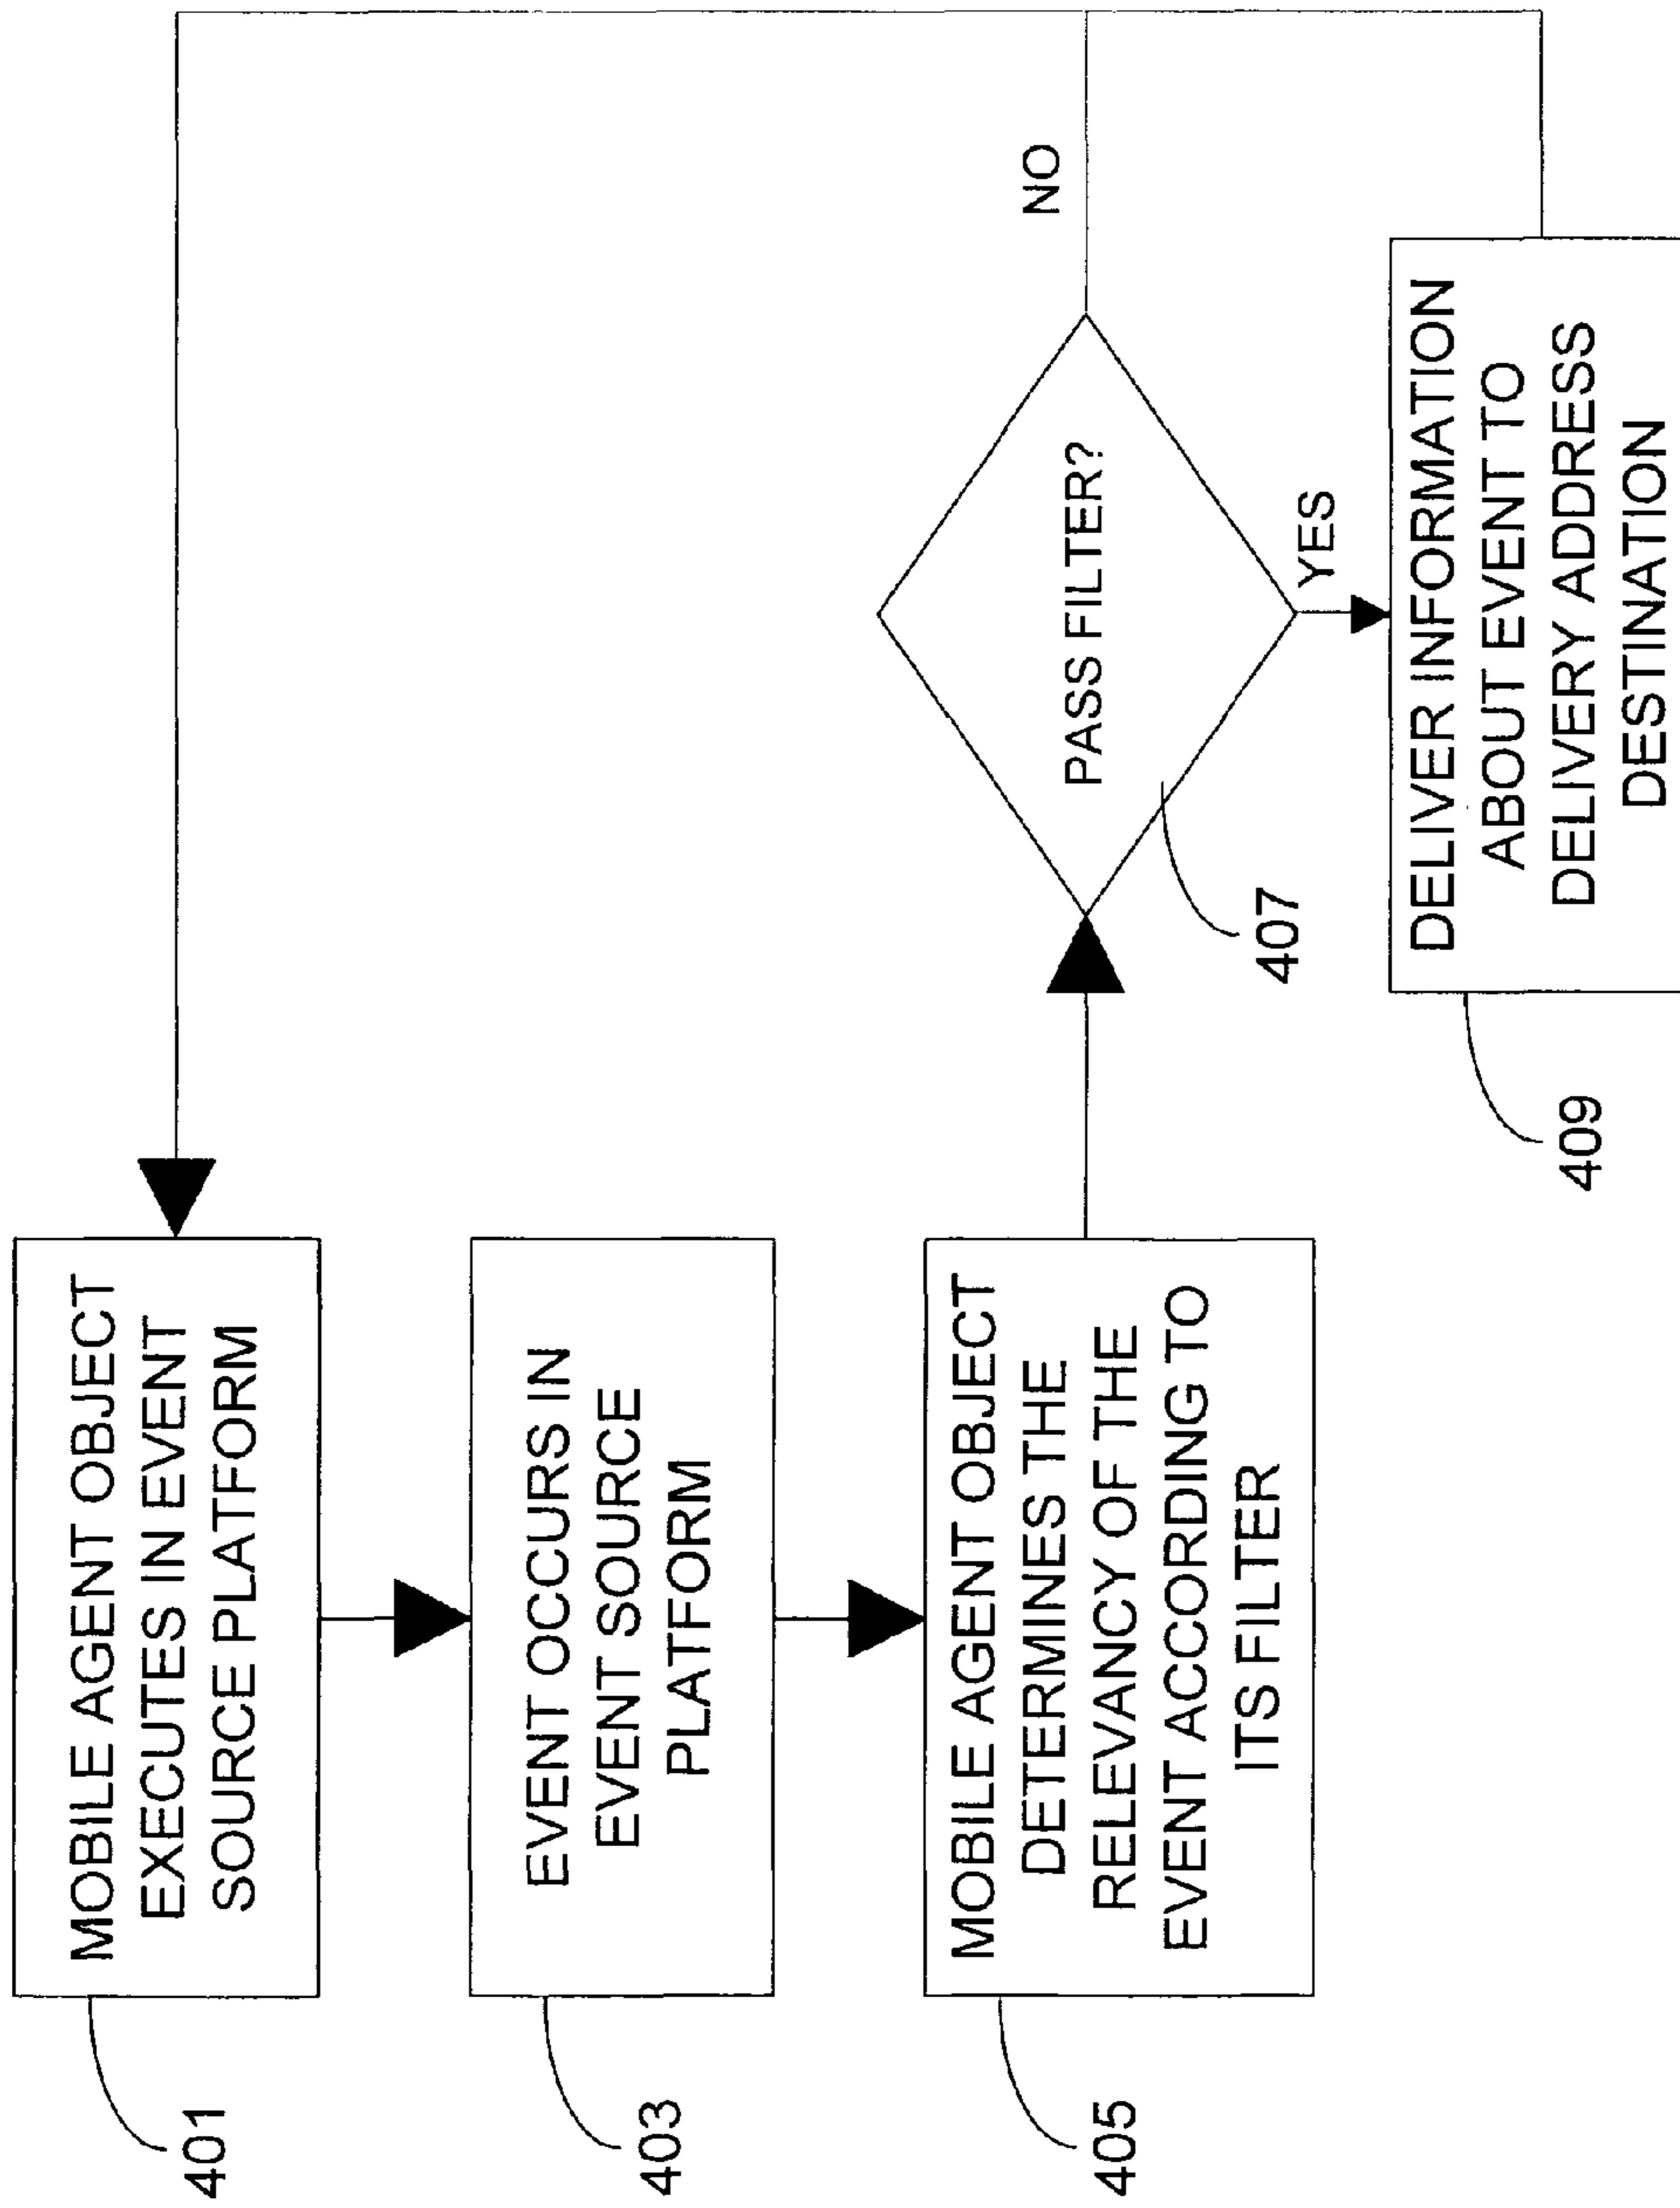 MOBILE AGENT OBJECT
EXECUTES IN EVENT
SOURCE PLATFORM
401
EVENT OCCURS IN
EVENT SOURCE
PLATFORM
403
MOBILE AGENT OBJECT
DETERMINES THE
RELEVANCY OF THE
EVENT ACCORDING TO
ITS FILTER
405
PASS FILTER?
407
NO
YES
DELIVER INFORMATION
ABOUT EVENT TO
DELIVERY ADDRESS
DESTINATION
409